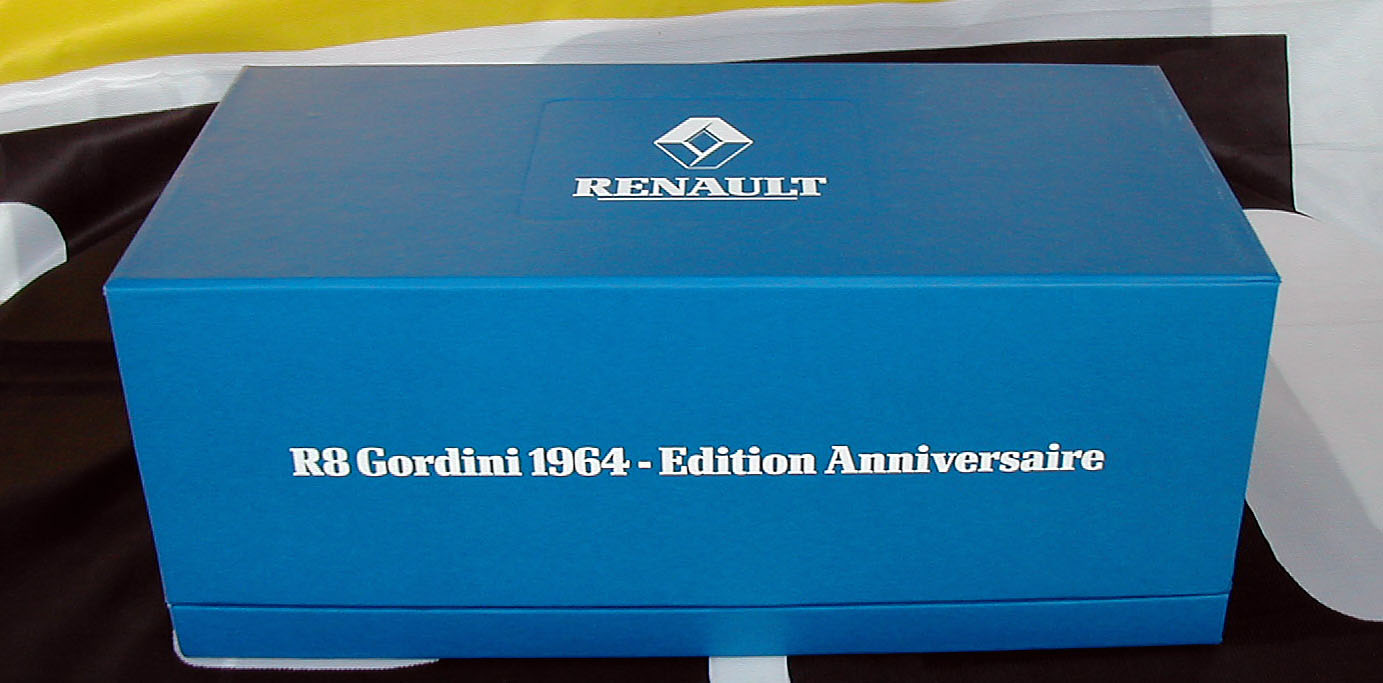 RENAULT
R8 Gordini 1964 - Edition Anniversaire